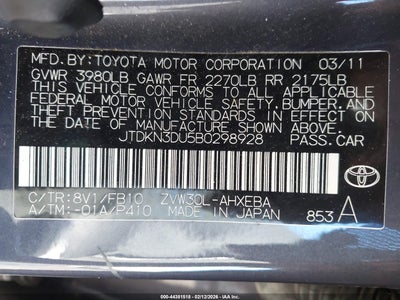 MFD.BY:TOYOTA MOTOR CORPORATION 03/11
GVWR 3980LB GAWR FR 2270LB RR 2175LB
THIS VEHICLE CONFORMS TO ALL APPLICABLE
FEDERAL MOTOR VEHICLE SAFETY,BUMPER,AND
THEFT PREVENTION STANDARDS IN EFFECT ON
THE DATE OF MANUFACTURE SHOWN ABOVE.
JTDKN3DU5B0298928 PASS.CAR
C/TR:8V1/FB10 ZVW30L-AHXEBA
A/TM:-01A/P410 MADE IN JAPAN 853 A
TOYOTA
000-44381518 - 02/12/2026 -